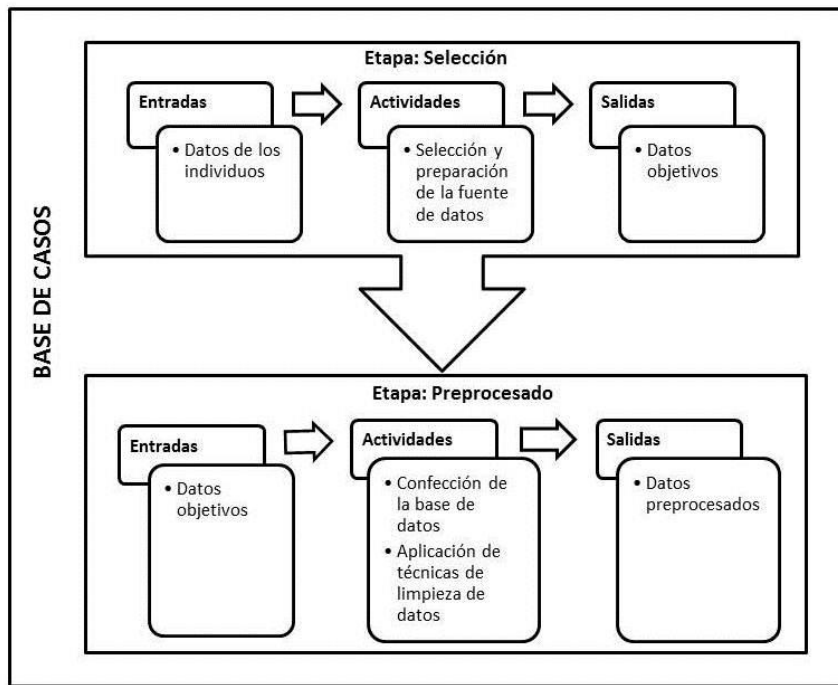 BASE DE CASOS
Etapa: Selección
Entradas
• Datos de los
individuos
Actividades
• Selección y
preparación
de la fuente
de datos
Salidas
• Datos
objetivos
Etapa: Preprocesado
Entradas
• Datos
objetivos
Actividades
• Confección de
la base de
datos
• Aplicación de
técnicas de
limpieza de
datos
Salidas
• Datos
preprocesados